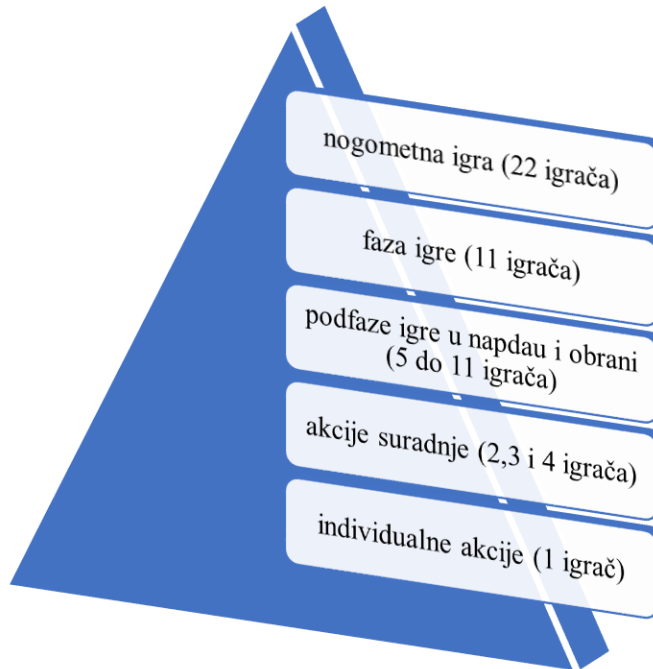 nogometna igra (22 igrača)
faza igre (11 igrača)
podfaze igre u napdau i obrani
(5 do 11 igrača)
akcije suradnje (2,3 i 4 igrača)
individualne akcije (1 igrač)